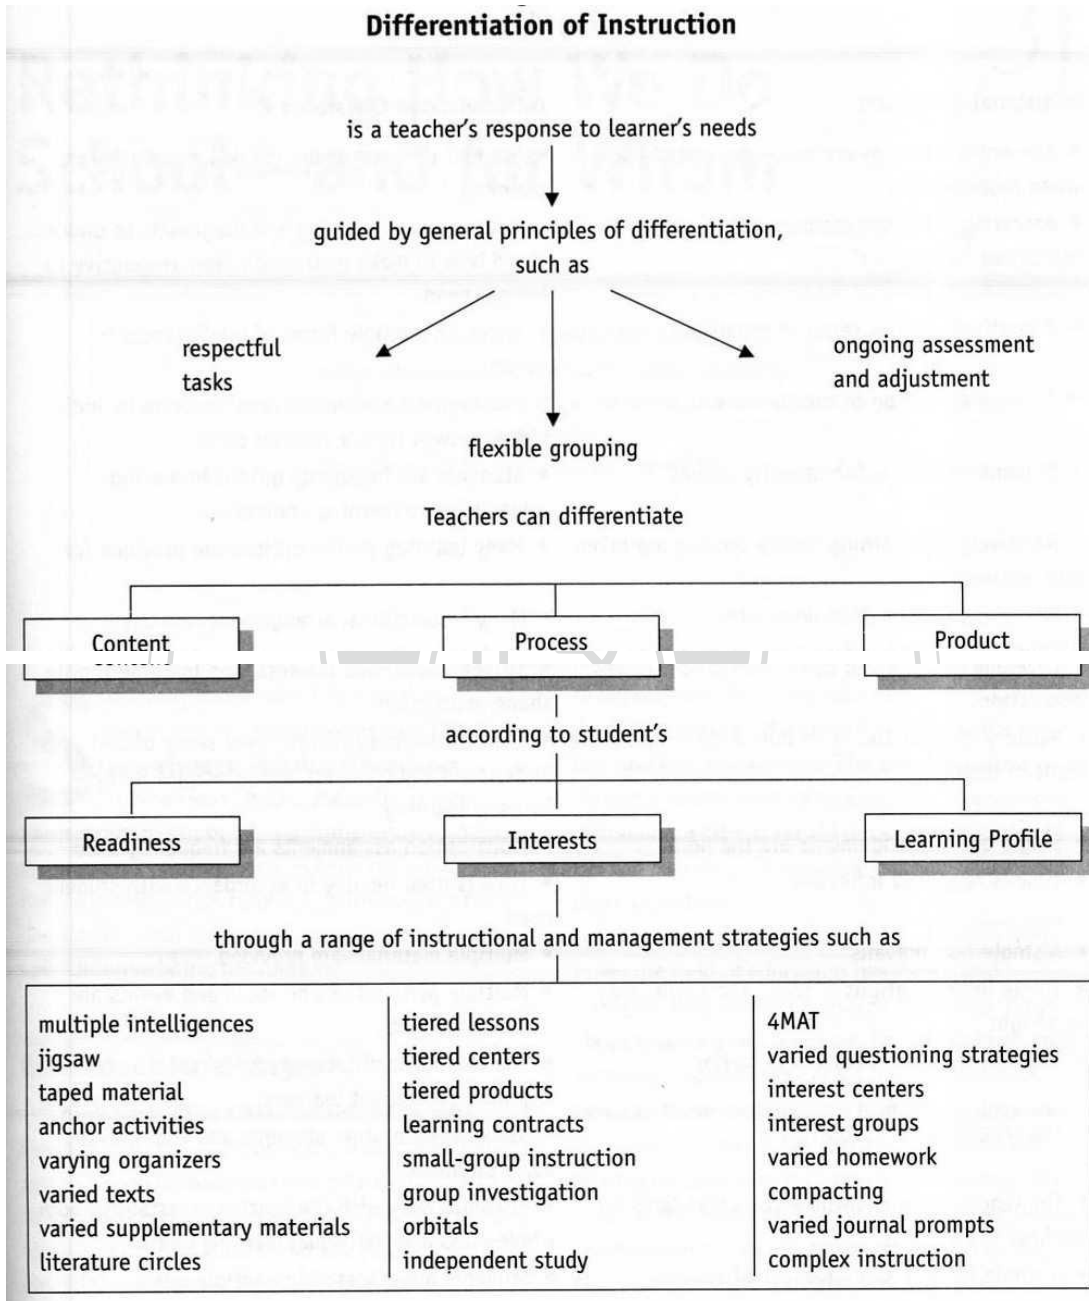 Differentiation of Instruction
is a teacher's response to learner's needs
guided by general principles of differentiation,
such as
respectful
tasks
ongoing assessment
and adjustment
flexible grouping
Teachers can differentiate
Content
Process
Product
according to student's
Readiness
Interests
Learning Profile
through a range of instructional and management strategies such as
multiple intelligences
jigsaw
taped material
anchor activities
varying organizers
varied texts
varied supplementary materials
literature circles
tiered lessons
tiered centers
tiered products
learning contracts
small-group instruction
group investigation
orbitals
independent study
4MAT
varied questioning strategies
interest centers
interest groups
varied homework
compacting
varied journal prompts
complex instruction